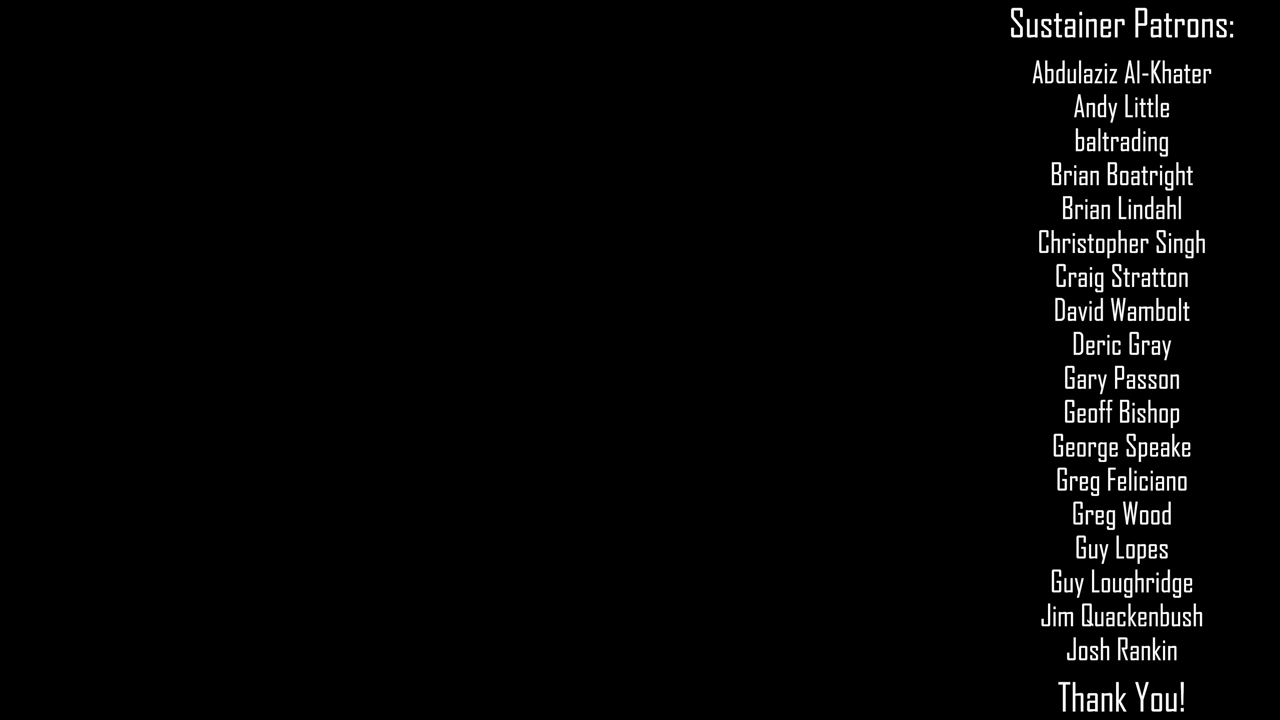 Sustainer Patrons:
Abdulaziz Al-Khater
Andy Little
baltrading
Brian Boatright
Brian Lindahl
Christopher Singh
Craig Stratton
David Wambolt
Deric Gray
Gary Passon
Geoff Bishop
George Speake
Greg Feliciano
Greg Wood
Guy Lopes
Guy Loughridge
Jim Quackenbush
Josh Rankin
Thank You!